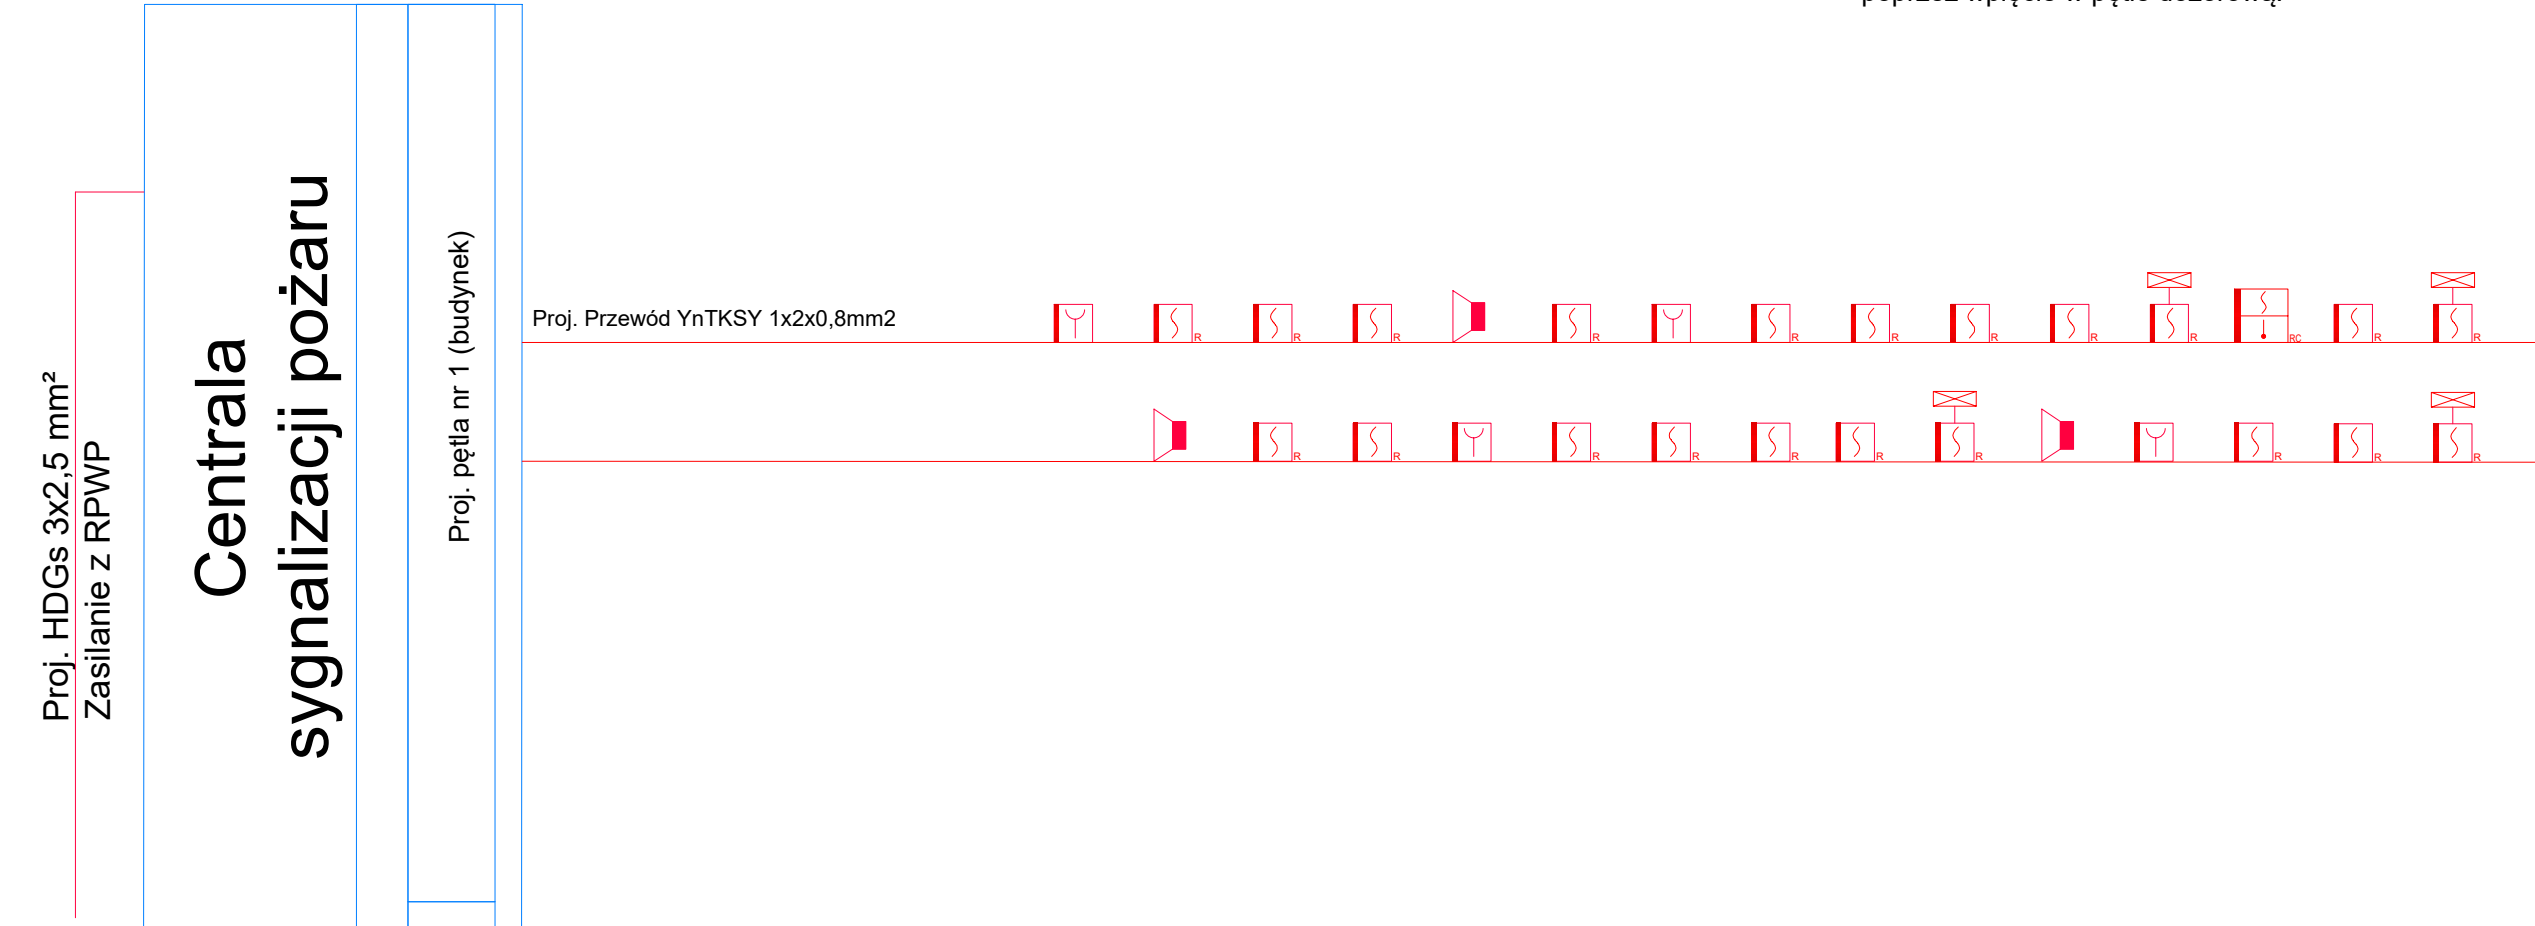 Proj. HDGs 3x2,5 mm²
Zasilanie z RPWP
Centrala
sygnalizacji pożaru
Proj. pętla nr 1 (budynek)
Proj. Przewód YnTKSY 1x2x0,8mm2
R R R R R R R R R RC R R
R R R R R R R R R R